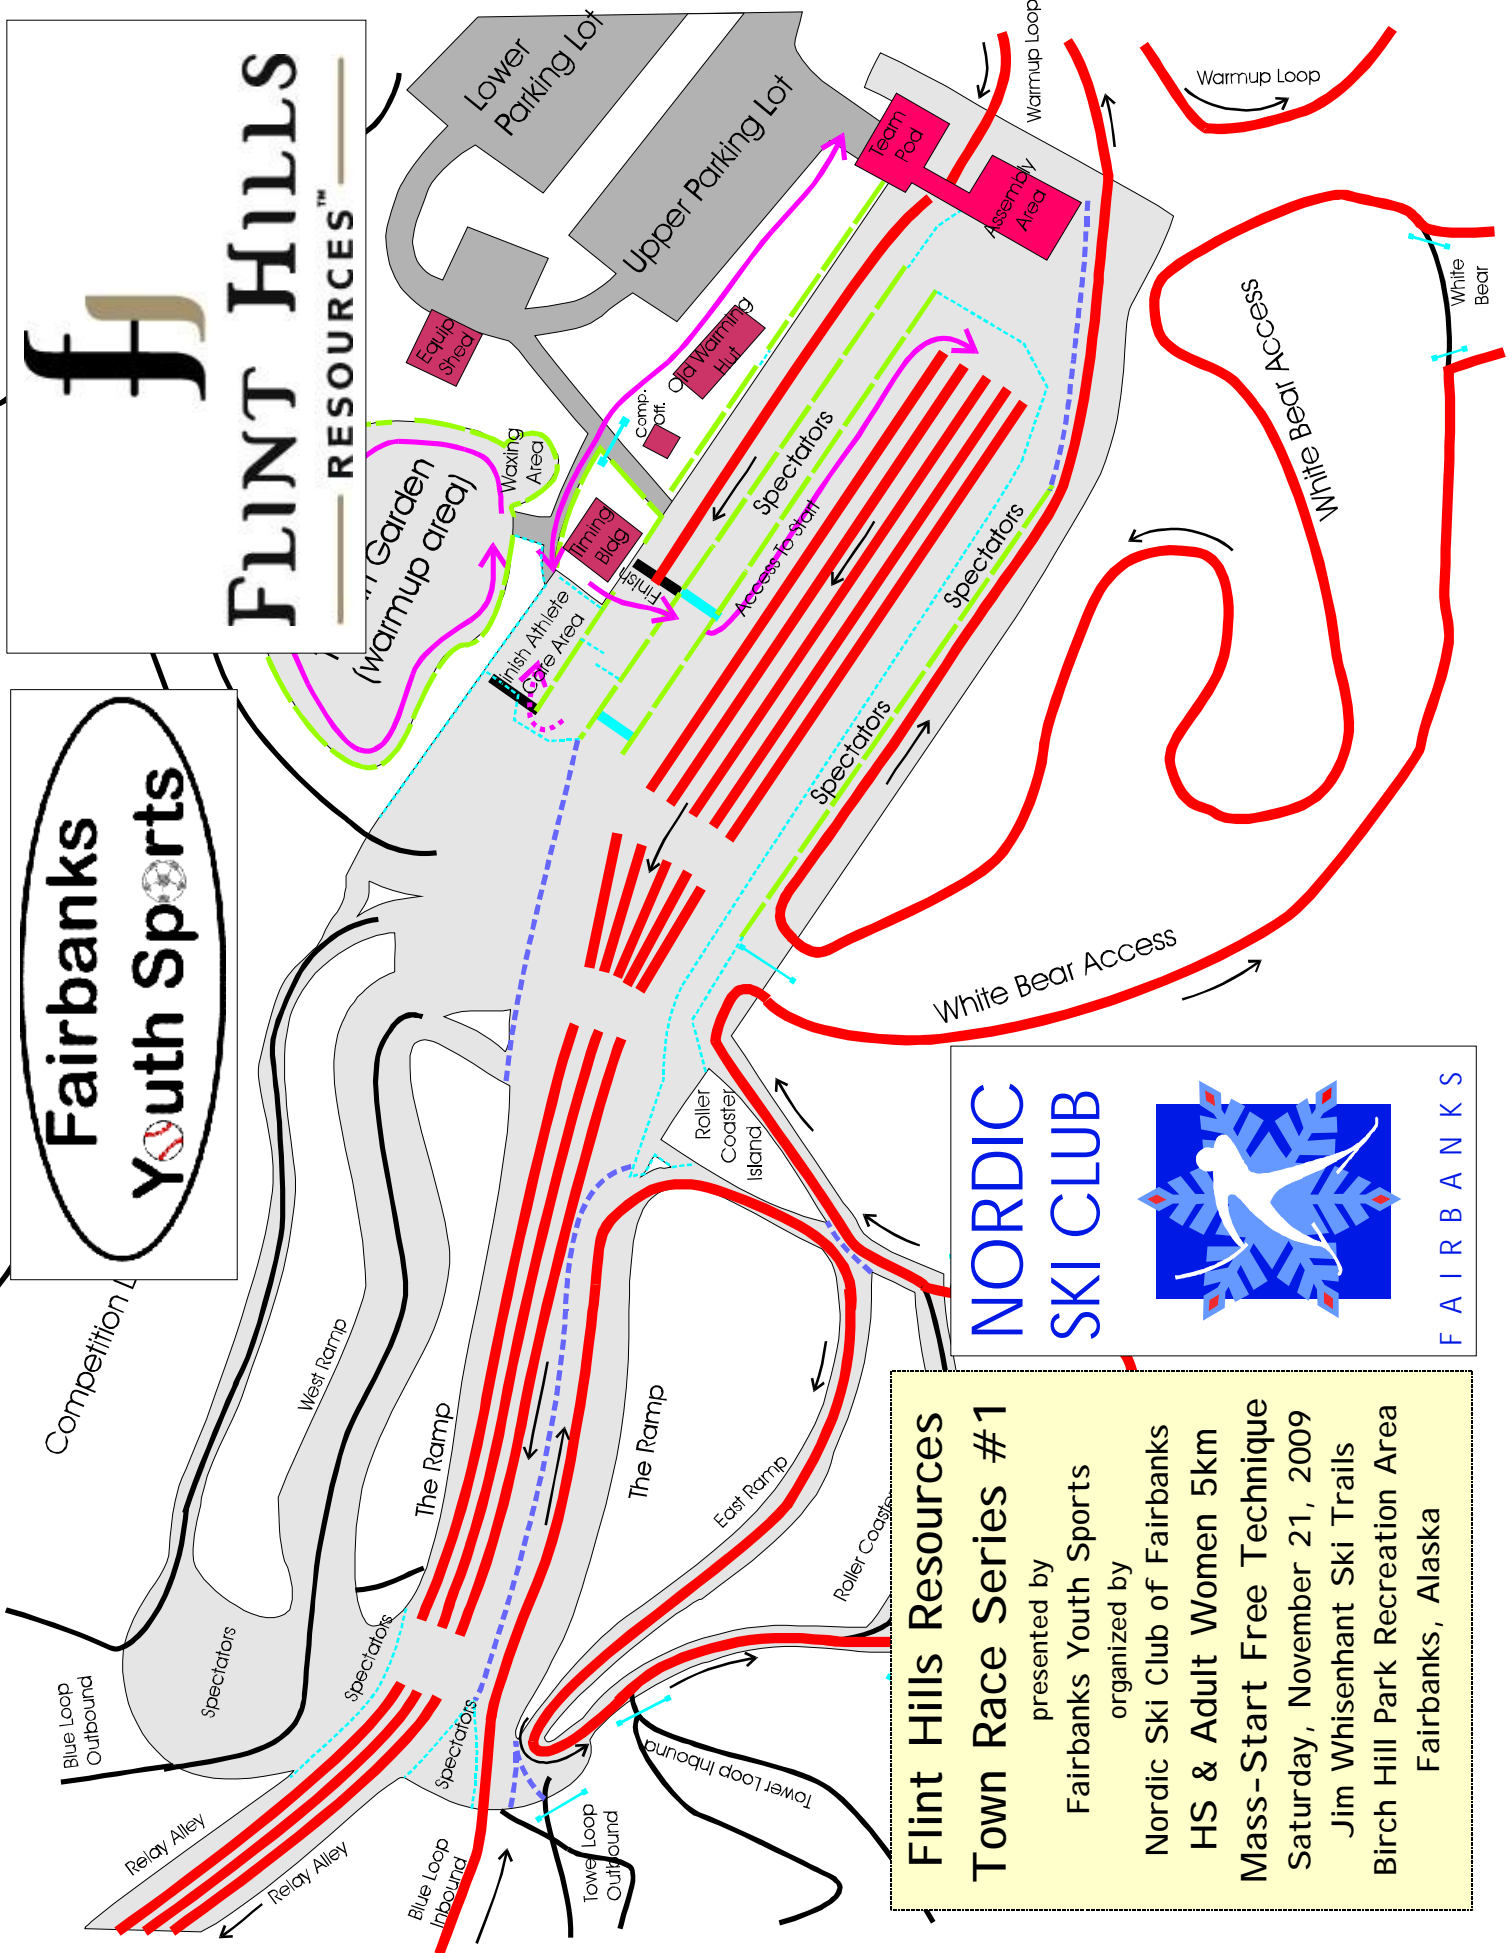 FLINT HILLS
RESOURCES™
Fairbanks
Youth Sports
Lower
Parking Lot
Upper Parking Lot
Warmup Loop
Warmup Loop
Team
Pod
Assembly
Area
Equip
Shed
Old Warming
Hut
Comp.
Off.
Waxing
Area
Garden
(warmup area)
Timing
Bldg
Finish
Finish Athlete
Care Area
Spectators
Access To Start
Spectators
Spectators
White Bear Access
White
Bear
White Bear Access
Roller
Coaster
Island
Competition
West Ramp
The Ramp
The Ramp
East Ramp
Roller Coaster
Spectators
Spectators
Spectators
Blue Loop
Outbound
Relay Alley
Relay Alley
Blue Loop
Inbound
Tower Loop
Outbound
Tower Loop Inbound
NORDIC
SKI CLUB
FAIRBANKS
Flint Hills Resources
Town Race Series #1
presented by
Fairbanks Youth Sports
organized by
Nordic Ski Club of Fairbanks
HS & Adult Women 5km
Mass-Start Free Technique
Saturday, November 21, 2009
Jim Whisenhant Ski Trails
Birch Hill Park Recreation Area
Fairbanks, Alaska